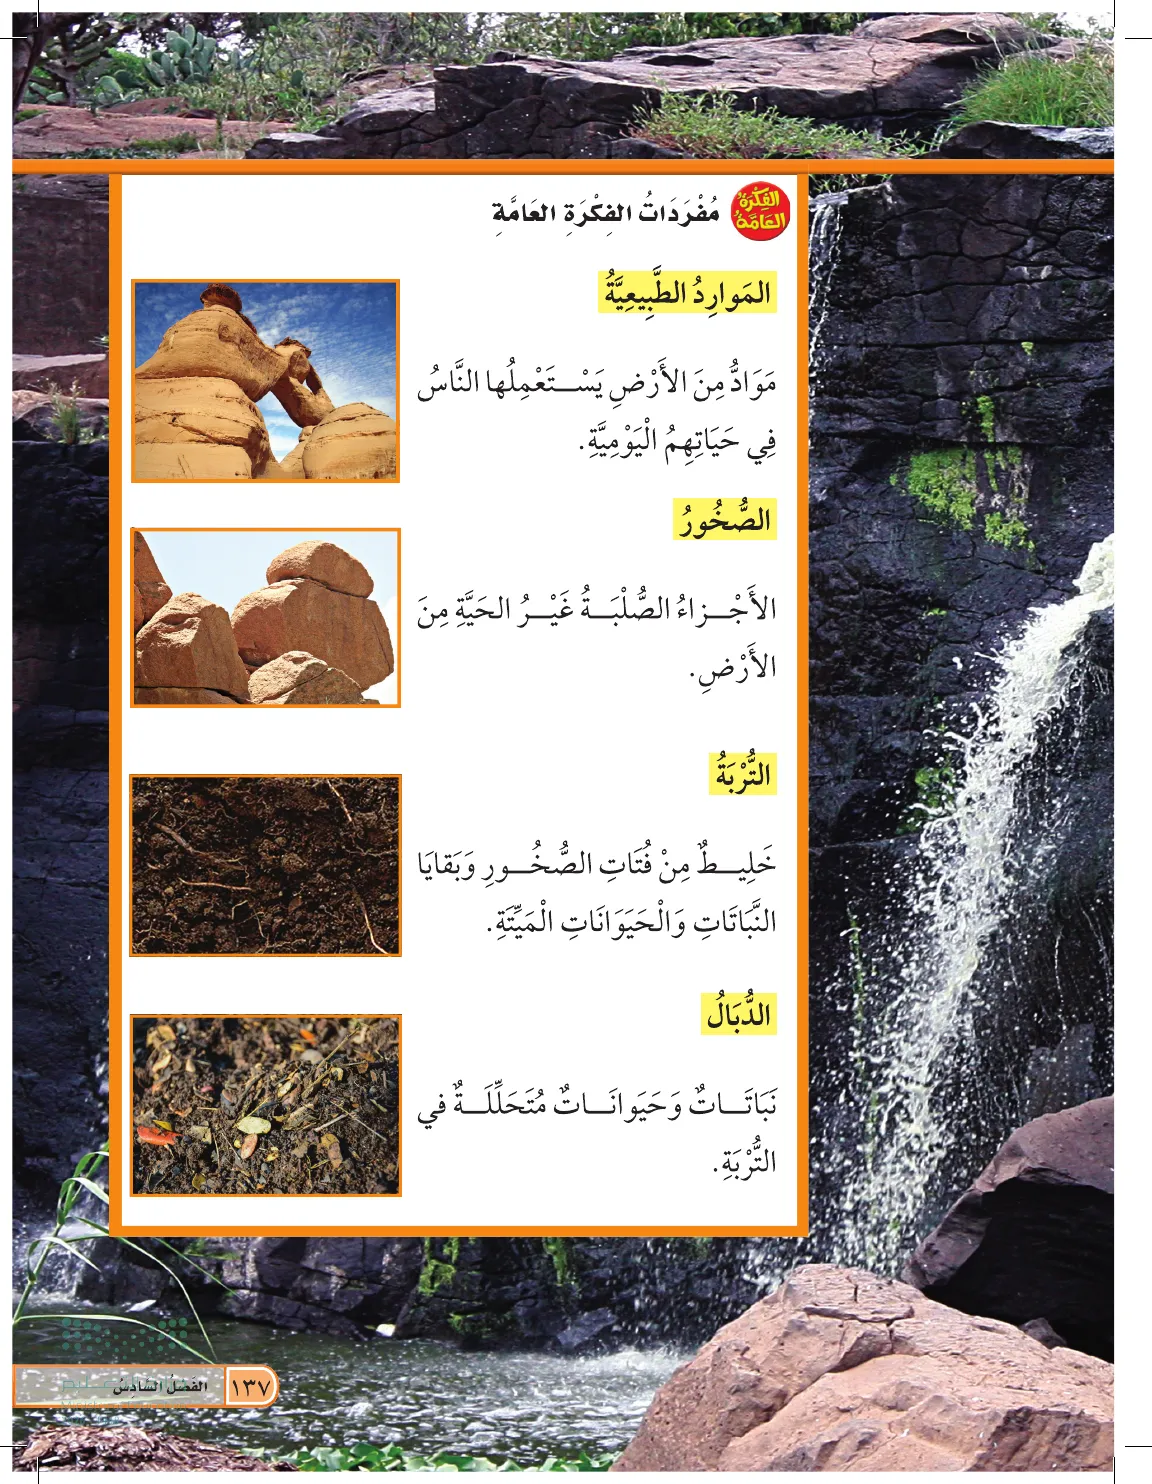 الفِكْرَةُ
العَامَّةُ
مُفْرَدَاتُ الفِكْرَةِ العَامَّةِ
المَوارِدُ الطَّبِيعِيَّةُ
مَوَادُّ مِنَ الأَرْضِ يَسْتَعْمِلُها النَّاسُ
فِي حَيَاتِهِمُ الْيَوْمِيَّةِ.
الصُّخُورُ
الأَجْزاءُ الصُّلْبَةُ غَيْرُ الحَيَّةِ مِنَ
الأَرْضِ.
التُّرْبَةُ
خَلِيطٌ مِنْ فُتَاتِ الصُّخُورِ وَبَقايَا
النَّبَاتَاتِ وَالْحَيَوَانَاتِ الْمَيِّتَةِ.
الدُّبَالُ
نَبَاتَاتٌ وَحَيَوانَاتٌ مُتَحَلِّلَةٌ في
التُّرْبَةِ.
١٣٧ الفَصْلُ السَّادِسُ